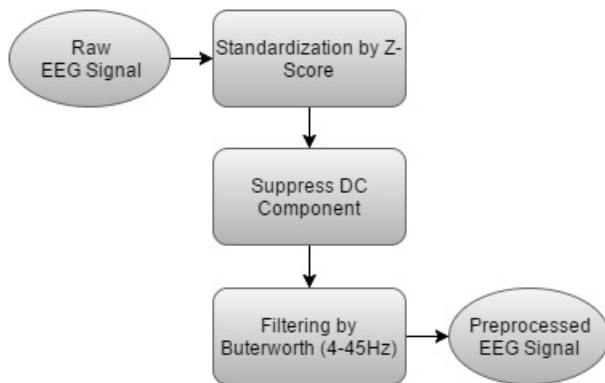 Raw
EEG Signal
Standardization by Z-
Score
Suppress DC
Component
Filtering by
Buterworth (4-45Hz)
Preprocessed
EEG Signal